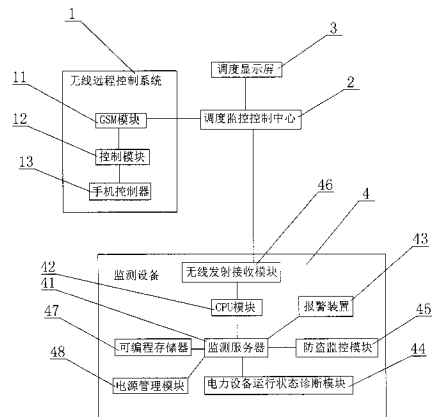 1
3
无线远程控制系统
调度显示屏
11
GSM模块
2
调度监控控制中心
12
控制模块
13
手机控制器
46
4
监测设备
无线发射接收模块
43
42
CPU模块
报警装置
41
47
可编程存储器
监测服务器
防盗监控模块
45
48
电源管理模块
电力设备运行状态诊断模块
44